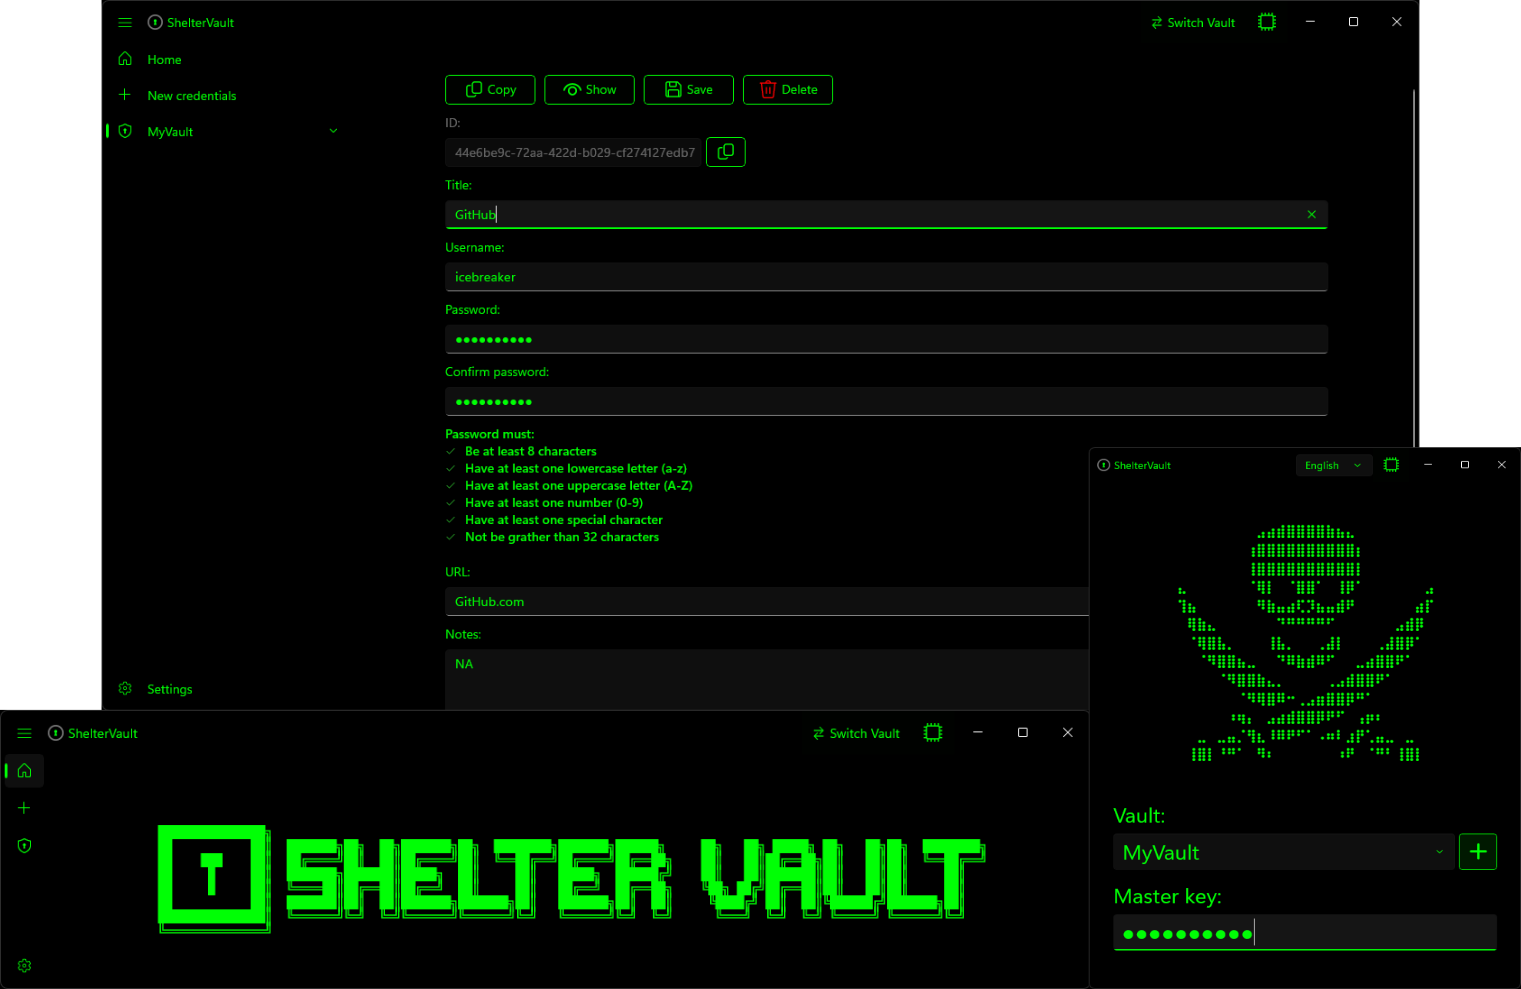 ShelterVault
Switch Vault
Home
New credentials
MyVault
Copy
Show
Save
Delete
ID:
44e6be9c-72aa-422d-b029-cf274127edb7
Title:
GitHub
Username:
icebreaker
Password:
●●●●●●●●●●
Confirm password:
●●●●●●●●●●
Password must:
Be at least 8 characters
Have at least one lowercase letter (a-z)
Have at least one uppercase letter (A-Z)
Have at least one number (0-9)
Have at least one special character
Not be grather than 32 characters
URL:
GitHub.com
Notes:
NA
Settings
ShelterVault
Switch Vault
SHELTER VAULT
ShelterVault
English
Vault:
MyVault
Master key:
●●●●●●●●●●